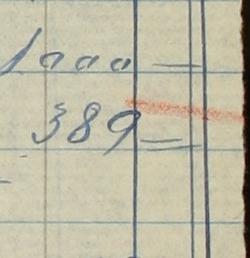 1000 —
389 =